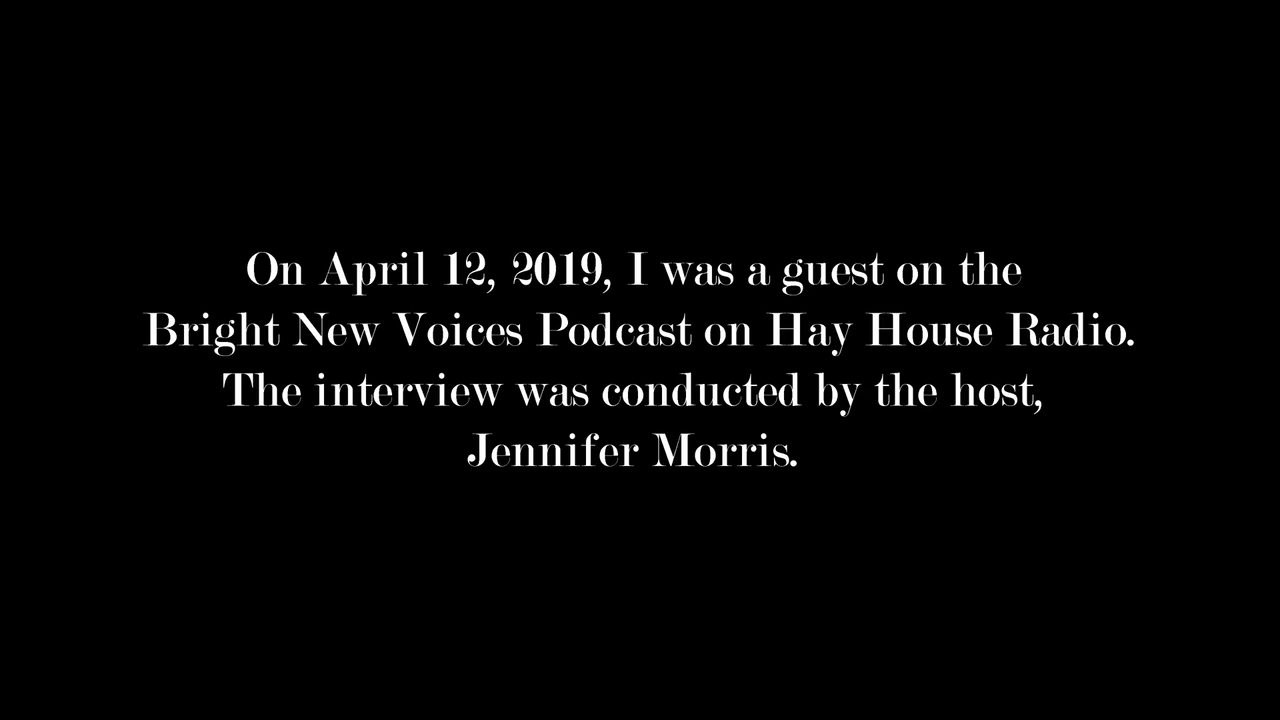 On April 12, 2019, I was a guest on the
Bright New Voices Podcast on Hay House Radio.
The interview was conducted by the host,
Jennifer Morris.